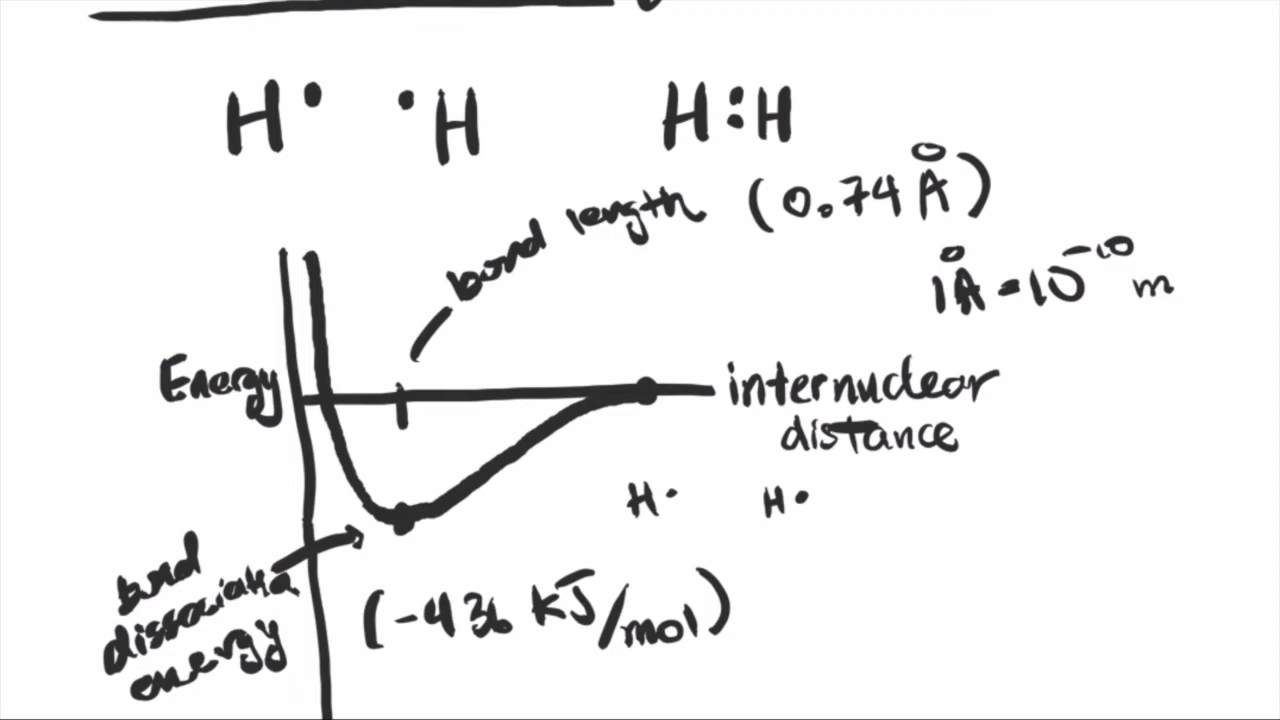 H• •H H:H
bond length (0.74 Å)
1Å = 10⁻¹⁰ m
Energy
internuclear
distance
H• H•
bond
dissociation
energy
(-436 kJ/mol)